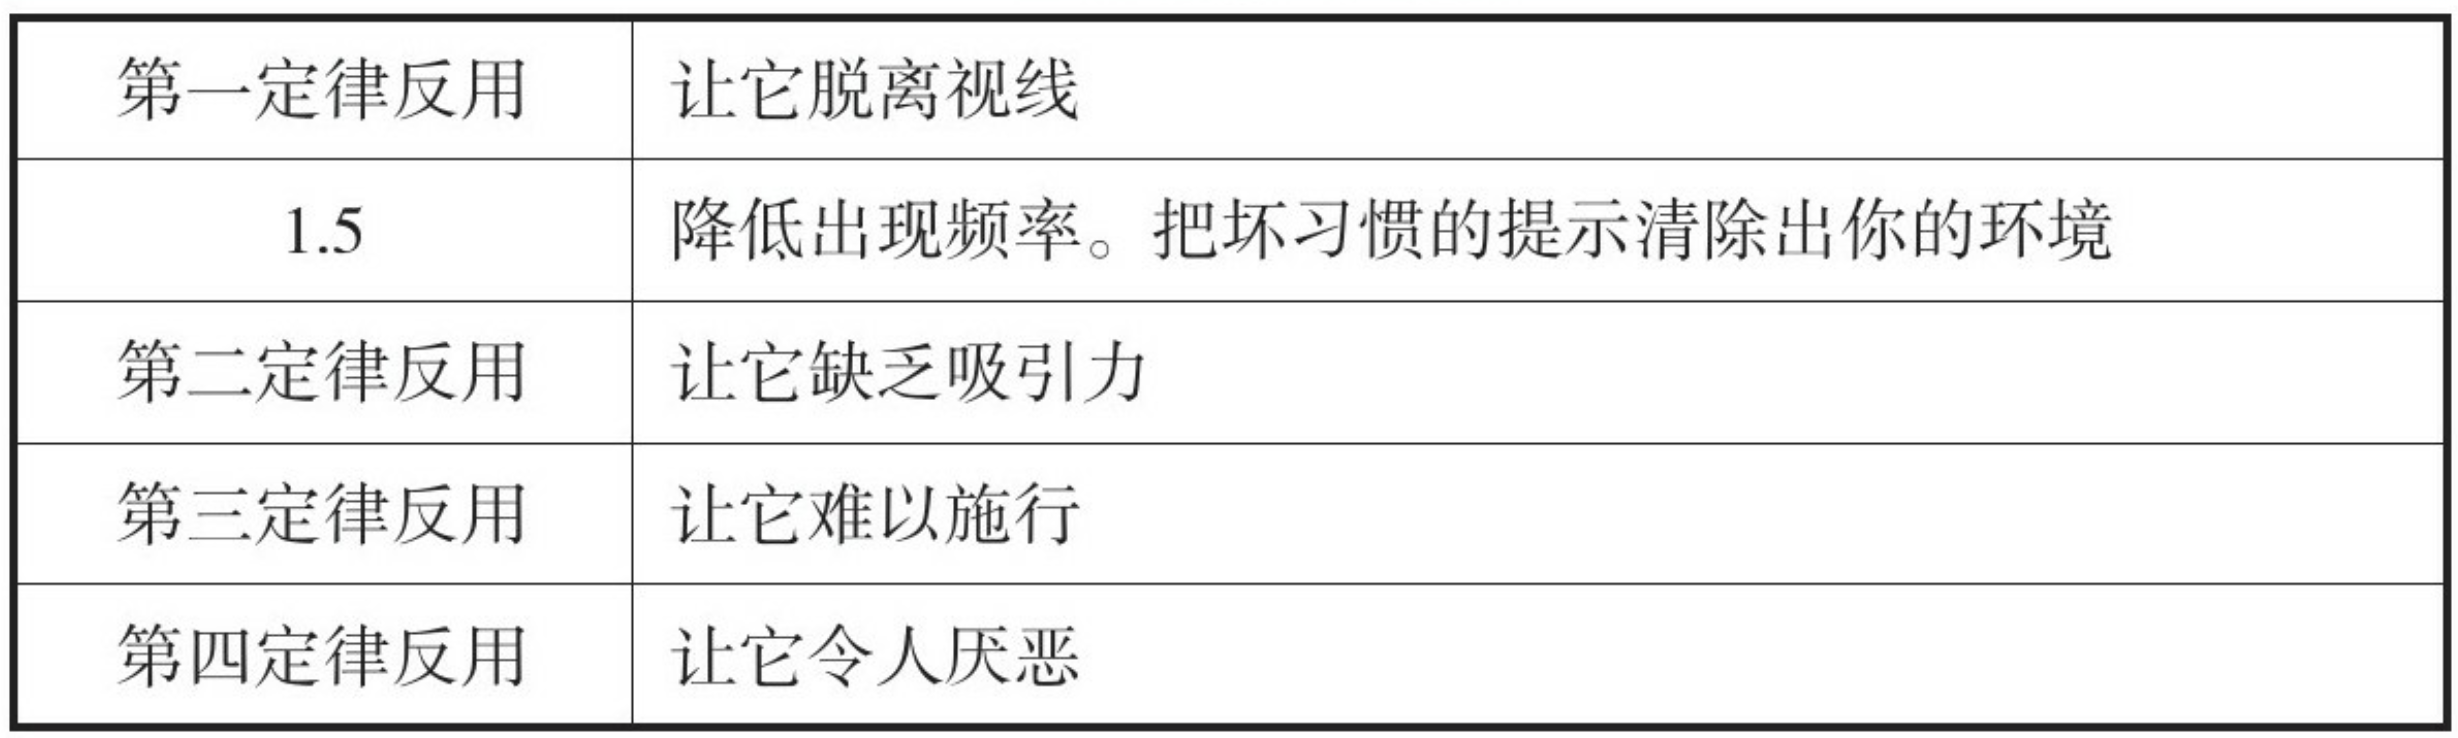 第一定律反用 让它脱离视线
1.5 降低出现频率。把坏习惯的提示清除出你的环境
第二定律反用 让它缺乏吸引力
第三定律反用 让它难以施行
第四定律反用 让它令人厌恶